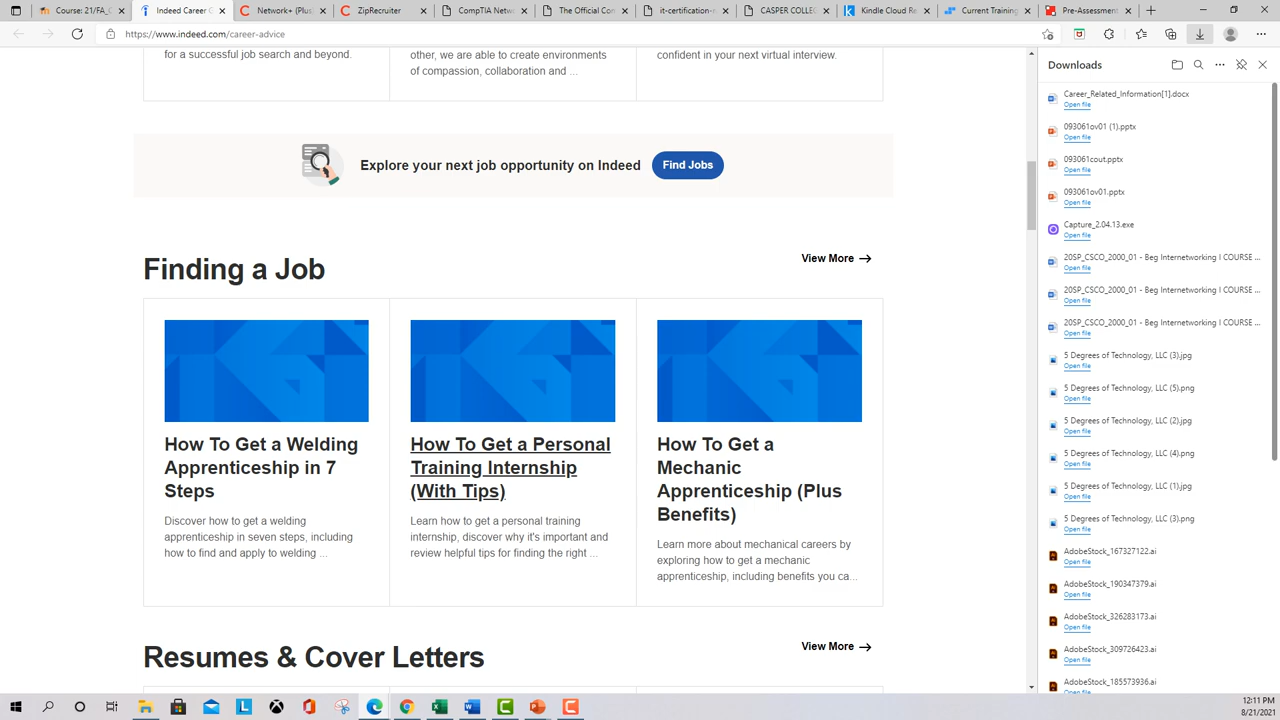 Course: 21/FA_C
Indeed Career G
Network+ (Plus
ZipRecruiter
CompTIA Netw
The Official Con
it-certification-r
CASPER COLLEG
Kindle Cloud Re
Current Training
Pre-Assessment
https://www.indeed.com/career-advice
for a successful job search and beyond.
other, we are able to create environments
of compassion, collaboration and ...
confident in your next virtual interview.
Explore your next job opportunity on Indeed
Find Jobs
Finding a Job
View More
How To Get a Welding
Apprenticeship in 7
Steps
Discover how to get a welding
apprenticeship in seven steps, including
how to find and apply to welding ...
How To Get a Personal
Training Internship
(With Tips)
Learn how to get a personal training
internship, discover why it's important and
review helpful tips for finding the right ...
How To Get a
Mechanic
Apprenticeship (Plus
Benefits)
Learn more about mechanical careers by
exploring how to get a mechanic
apprenticeship, including benefits you ca...
Resumes & Cover Letters
View More
Downloads
Career_Related_Information[1].docx
Open file
093061ov01 (1).pptx
Open file
093061cout.pptx
Open file
093061ov01.pptx
Open file
Capture_2.04.13.exe
Open file
20SP_CSCO_2000_01 - Beg Internetworking I COURSE ...
Open file
20SP_CSCO_2000_01 - Beg Internetworking I COURSE ...
Open file
20SP_CSCO_2000_01 - Beg Internetworking I COURSE ...
Open file
5 Degrees of Technology, LLC (3).jpg
Open file
5 Degrees of Technology, LLC (5).png
Open file
5 Degrees of Technology, LLC (2).jpg
Open file
5 Degrees of Technology, LLC (4).png
Open file
5 Degrees of Technology, LLC (1).jpg
Open file
5 Degrees of Technology, LLC (3).png
Open file
AdobeStock_167327122.ai
Open file
AdobeStock_190347379.ai
Open file
AdobeStock_326283173.ai
Open file
AdobeStock_309726423.ai
Open file
AdobeStock_185573936.ai
Open file
12:11 PM
8/21/2021